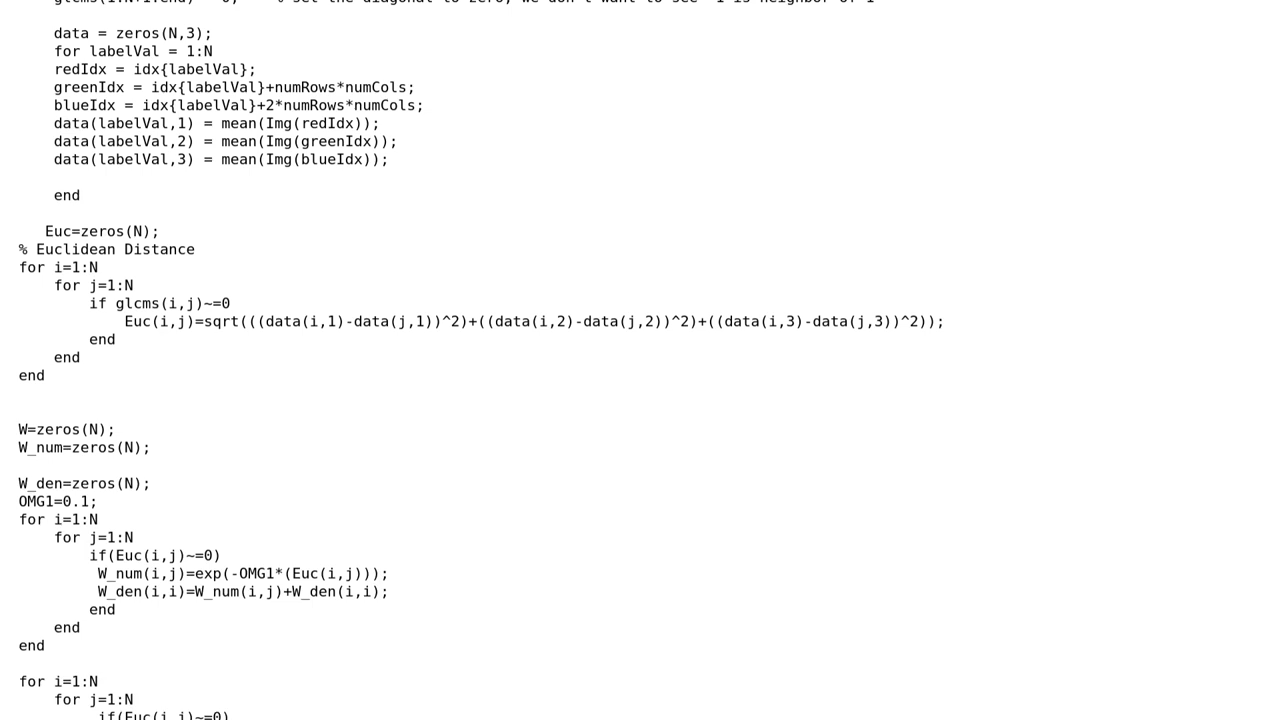 data = zeros(N,3);
for labelVal = 1:N
redIdx = idx{labelVal};
greenIdx = idx{labelVal}+numRows*numCols;
blueIdx = idx{labelVal}+2*numRows*numCols;
data(labelVal,1) = mean(Img(redIdx));
data(labelVal,2) = mean(Img(greenIdx));
data(labelVal,3) = mean(Img(blueIdx));
end
Euc=zeros(N);
% Euclidean Distance
for i=1:N
for j=1:N
if glcms(i,j)~=0
Euc(i,j)=sqrt(((data(i,1)-data(j,1))^2)+((data(i,2)-data(j,2))^2)+((data(i,3)-data(j,3))^2));
end
end
end
W=zeros(N);
W_num=zeros(N);
W_den=zeros(N);
OMG1=0.1;
for i=1:N
for j=1:N
if(Euc(i,j)~=0)
W_num(i,j)=exp(-OMG1*(Euc(i,j)));
W_den(i,i)=W_num(i,j)+W_den(i,i);
end
end
end
for i=1:N
for j=1:N
if(Euc(i,j)~=0)